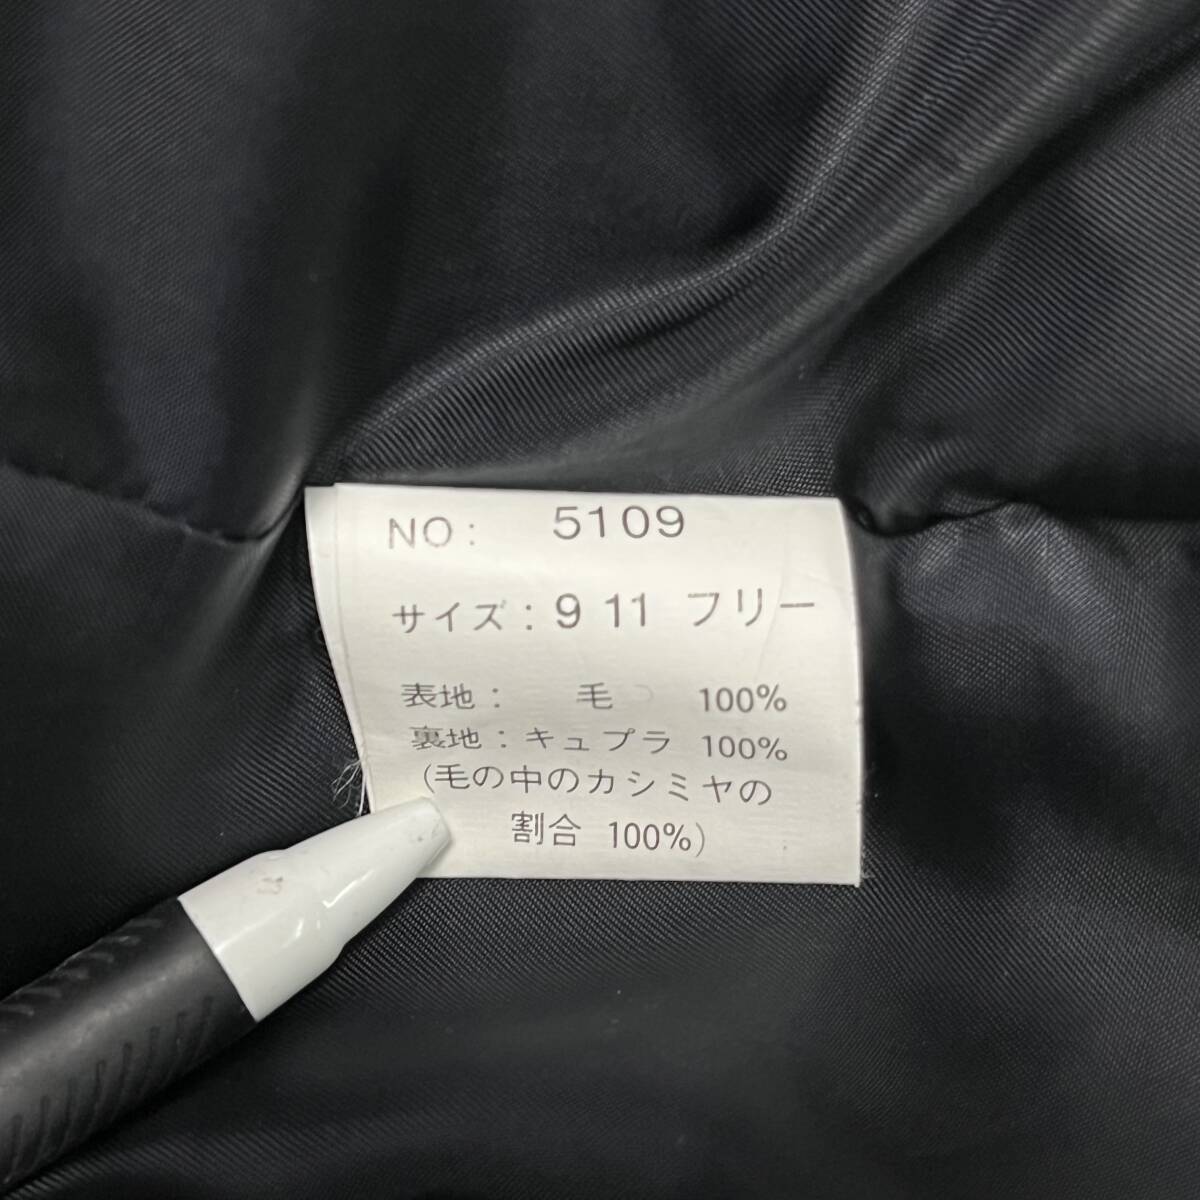 NO: 5109
サイズ: 9 11 フリー
表地: 毛 100%
裏地:キュプラ 100%
(毛の中のカシミヤの
割合 100%)